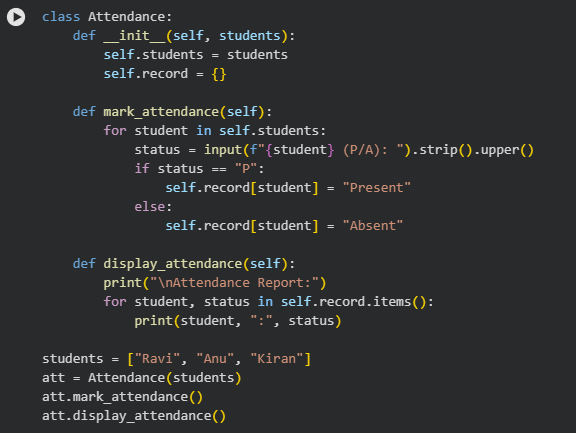 class Attendance:
    def __init__(self, students):
        self.students = students
        self.record = {}

    def mark_attendance(self):
        for student in self.students:
            status = input(f"{student} (P/A): ").strip().upper()
            if status == "P":
                self.record[student] = "Present"
            else:
                self.record[student] = "Absent"

    def display_attendance(self):
        print("\nAttendance Report:")
        for student, status in self.record.items():
            print(student, ":", status)

students = ["Ravi", "Anu", "Kiran"]
att = Attendance(students)
att.mark_attendance()
att.display_attendance()